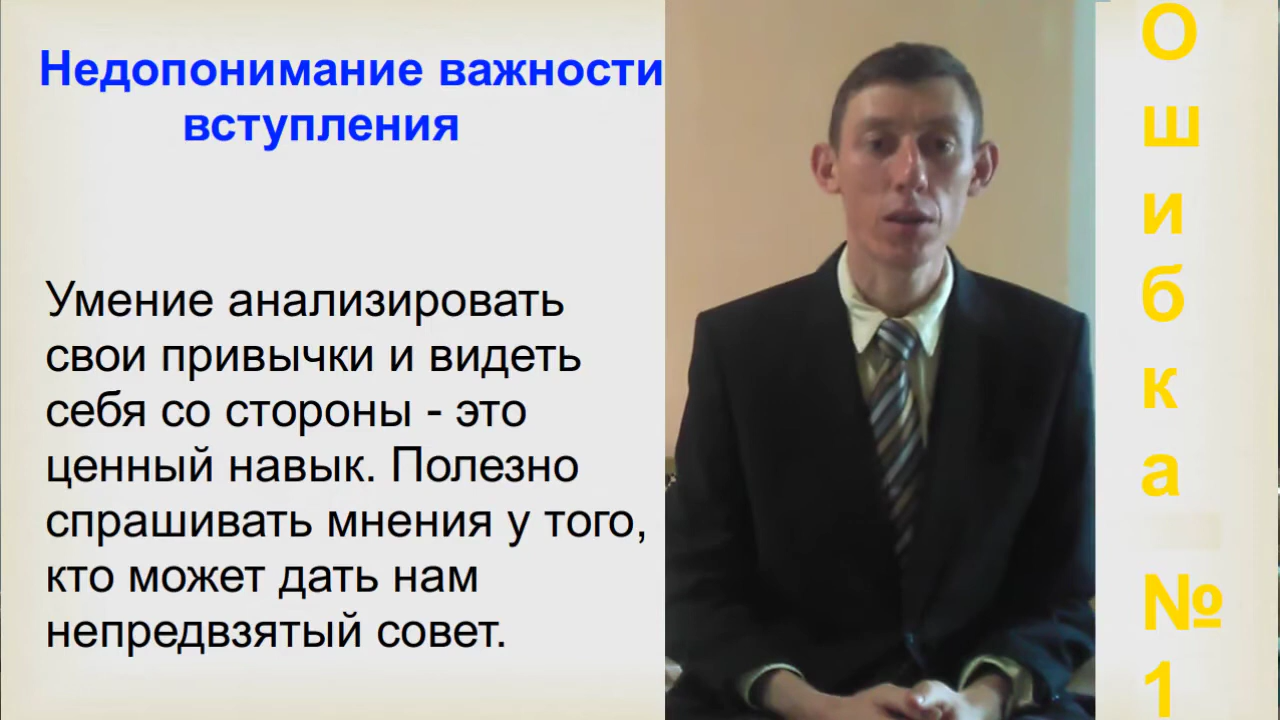 Недопонимание важности
вступления
Умение анализировать
свои привычки и видеть
себя со стороны - это
ценный навык. Полезно
спрашивать мнения у того,
кто может дать нам
непредвзятый совет.
Ошибка
№
1